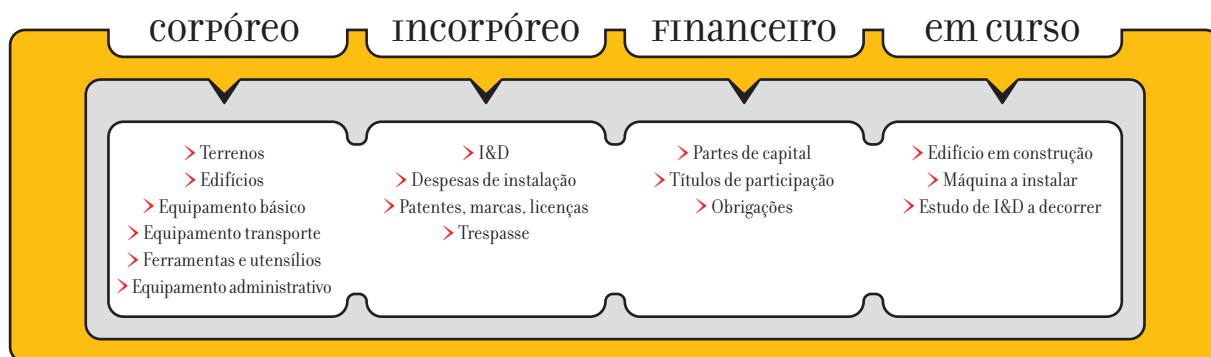 corpóreo
Incorpóreo
Financeiro
em curso
Terrenos
Edifícios
Equipamento básico
Equipamento transporte
Ferramentas e utensílios
Equipamento administrativo
I&D
Despesas de instalação
Patentes, marcas, licenças
Trespasse
Partes de capital
Títulos de participação
Obrigações
Edifício em construção
Máquina a instalar
Estudo de I&D a decorrer